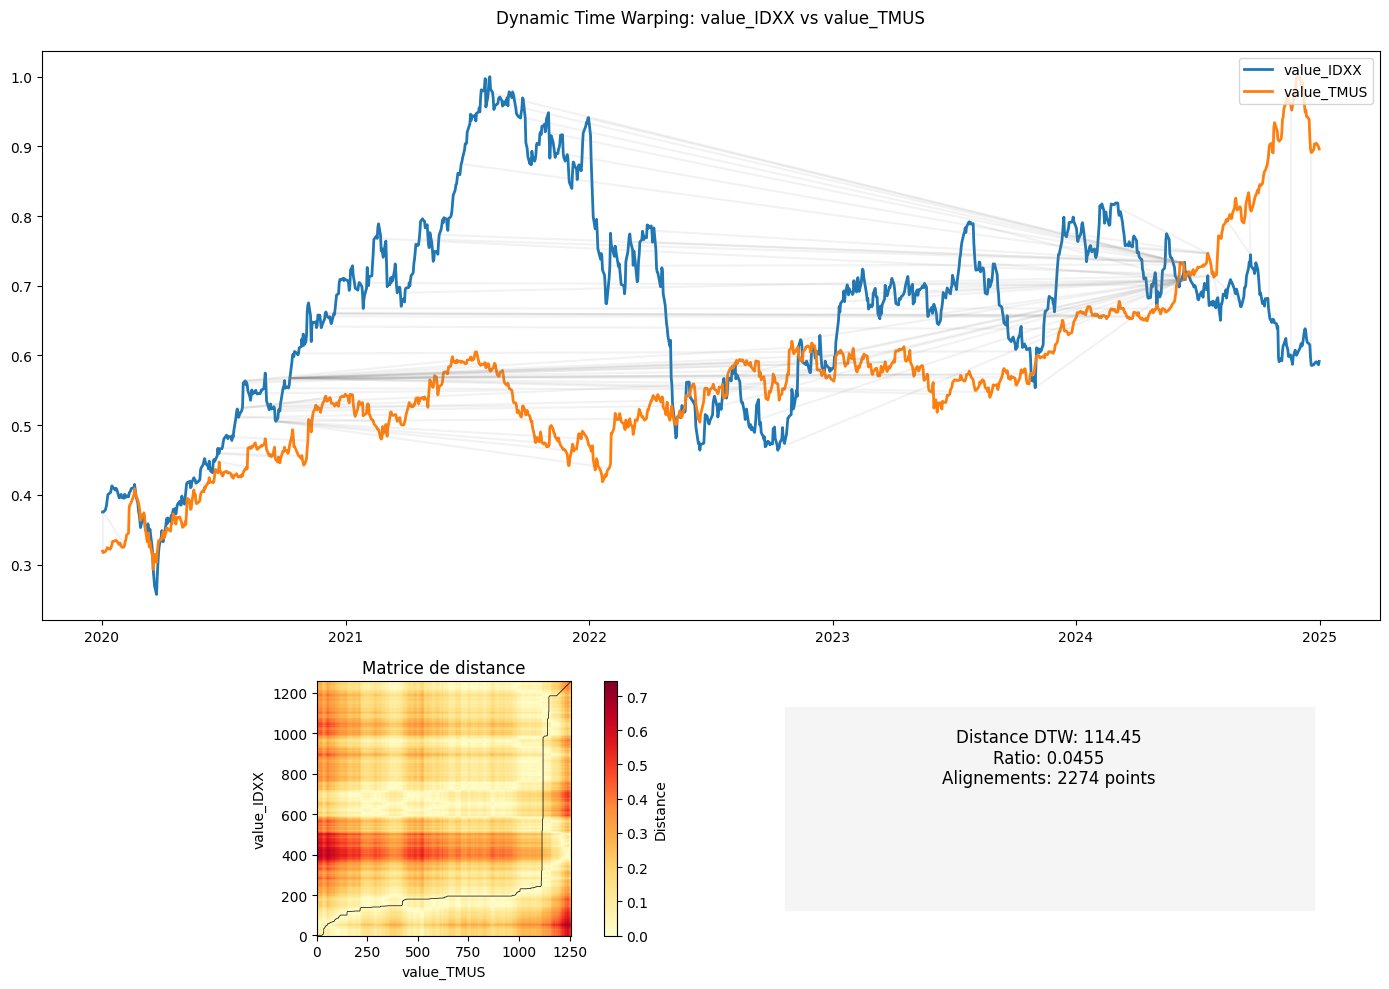 Dynamic Time Warping: value_IDXX vs value_TMUS
1.0
0.9
0.8
0.7
0.6
0.5
0.4
0.3
value_IDXX
value_TMUS
2020 2021 2022 2023 2024 2025
Matrice de distance
value_IDXX
1200
1000
800
600
400
200
0
0 250 500 750 1000 1250
value_TMUS
0.7
0.6
0.5
0.4
0.3
0.2
0.1
0.0
Distance
Distance DTW: 114.45
Ratio: 0.0455
Alignements: 2274 points